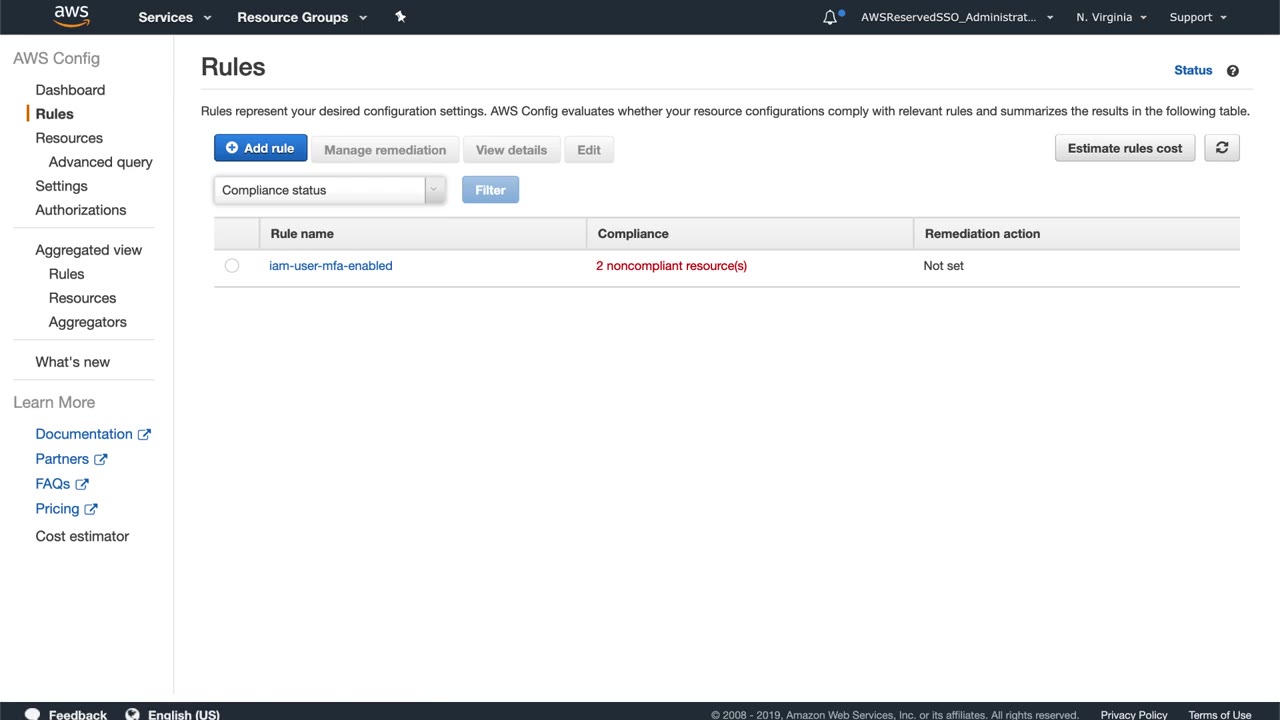 aws Services Resource Groups AWSReservedSSO_Administrat... N. Virginia Support
AWS Config
Dashboard
Rules
Resources
Advanced query
Settings
Authorizations
Aggregated view
Rules
Resources
Aggregators
What's new
Learn More
Documentation
Partners
FAQs
Pricing
Cost estimator
Rules
Status ?
Rules represent your desired configuration settings. AWS Config evaluates whether your resource configurations comply with relevant rules and summarizes the results in the following table.
Add rule Manage remediation View details Edit Estimate rules cost
Compliance status Filter
Rule name Compliance Remediation action
iam-user-mfa-enabled 2 noncompliant resource(s) Not set
Feedback English (US) © 2008 - 2019, Amazon Web Services, Inc. or its affiliates. All rights reserved. Privacy Policy Terms of Use